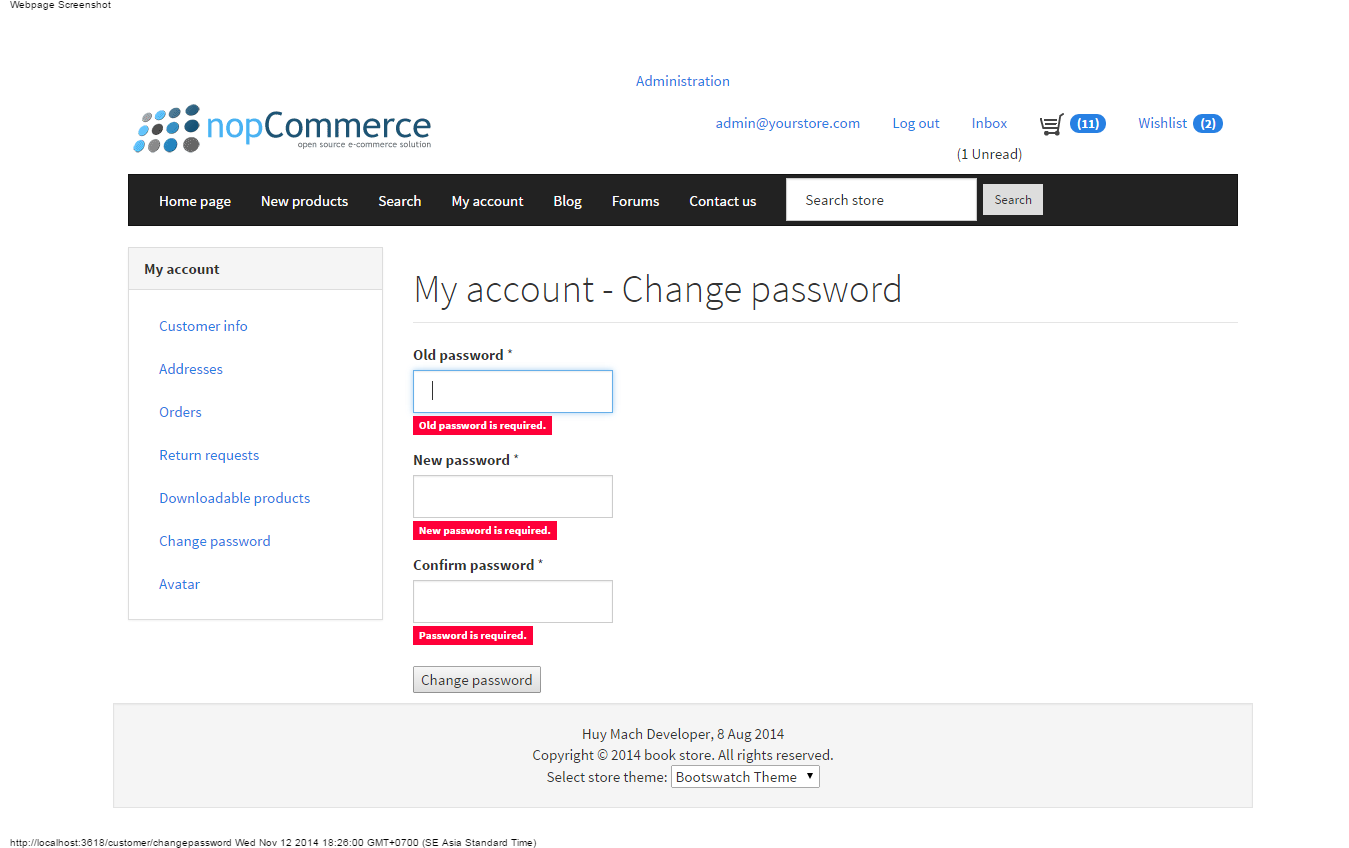 Webpage Screenshot
Administration
nopCommerce
open source e-commerce solution
admin@yourstore.com Log out Inbox (11) Wishlist (2)
(1 Unread)
Home page New products Search My account Blog Forums Contact us Search store Search
My account
Customer info
Addresses
Orders
Return requests
Downloadable products
Change password
Avatar
My account - Change password
Old password *
Old password is required.
New password *
New password is required.
Confirm password *
Password is required.
Change password
Huy Mach Developer, 8 Aug 2014
Copyright © 2014 book store. All rights reserved.
Select store theme: Bootswatch Theme
http://localhost:3618/customer/changepassword Wed Nov 12 2014 18:26:00 GMT+0700 (SE Asia Standard Time)